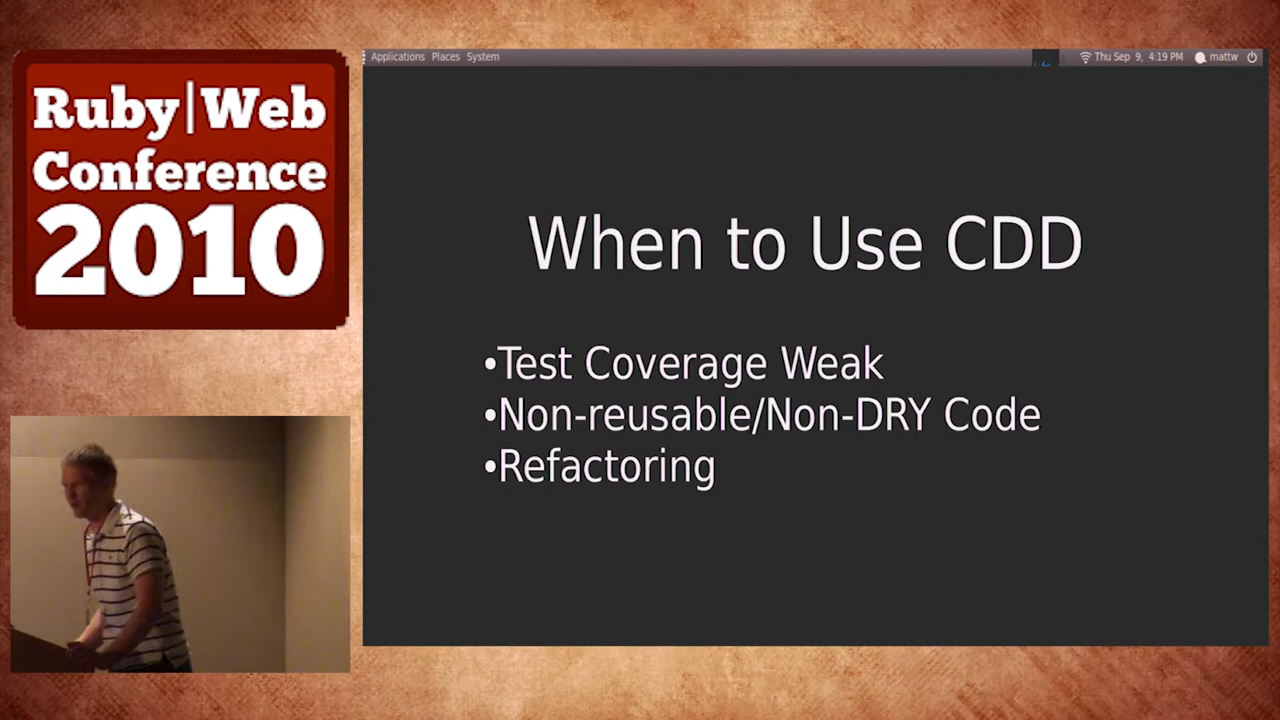 Ruby|Web
Conference
2010
Applications Places System
Thu Sep 9, 4:19 PM mattw
When to Use CDD
•Test Coverage Weak
•Non-reusable/Non-DRY Code
•Refactoring